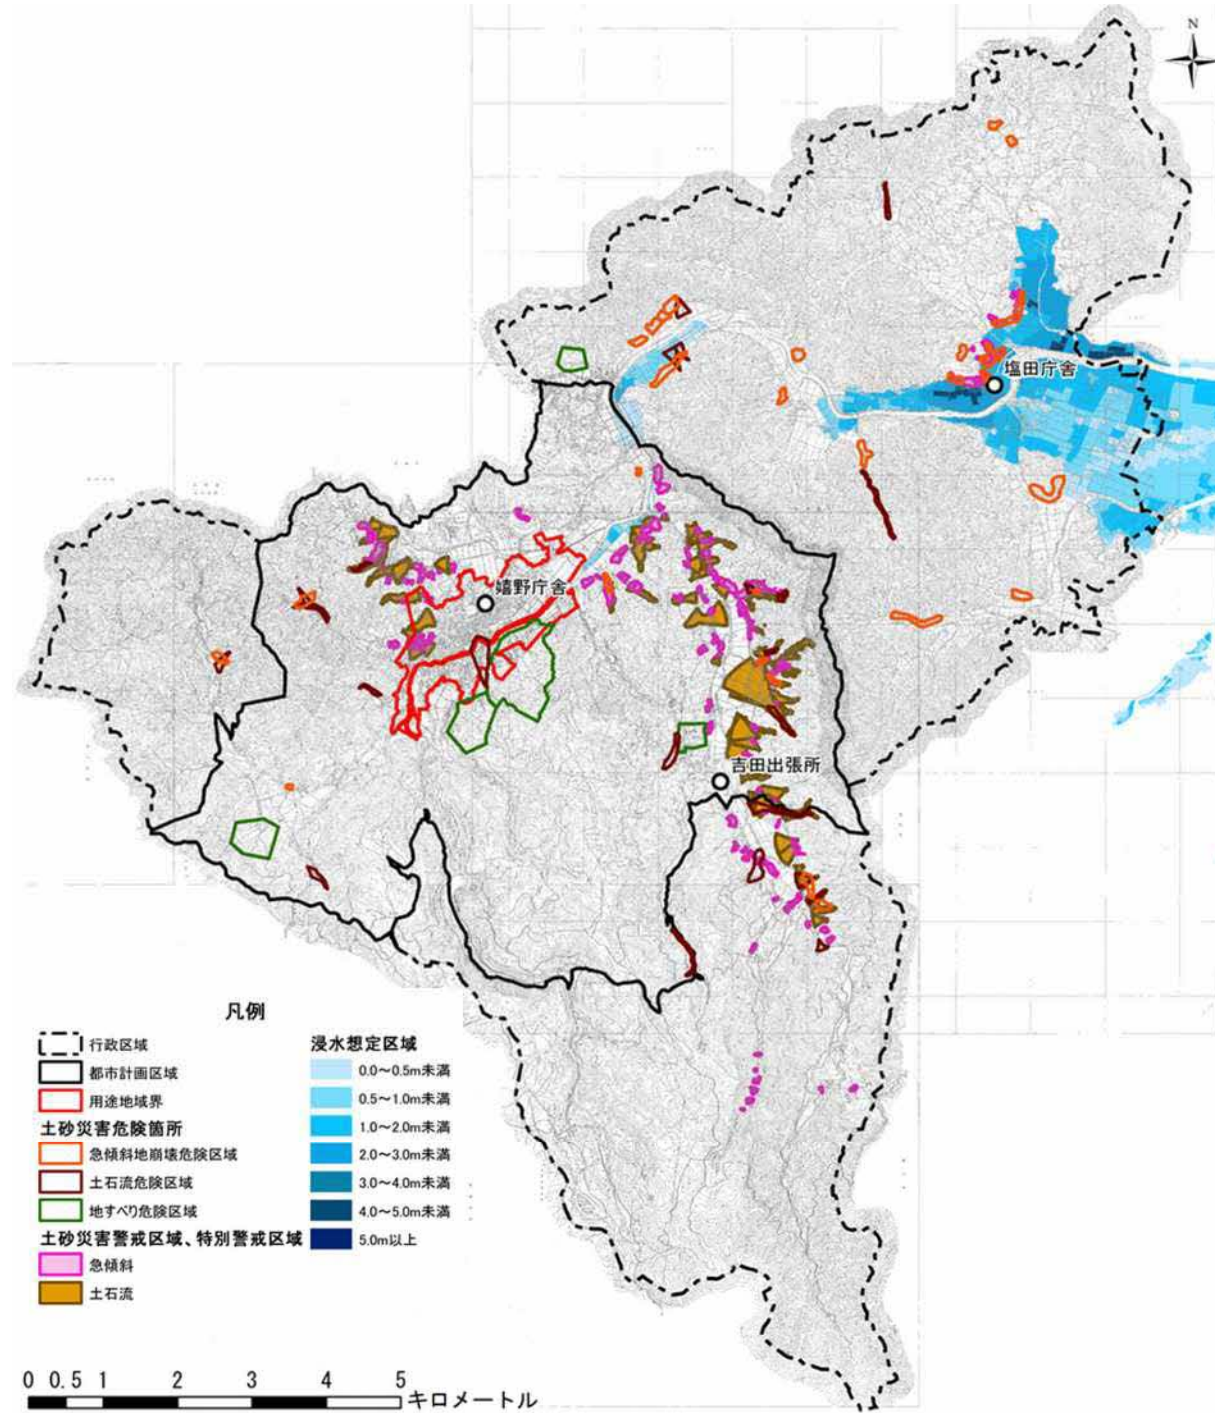 N
塩田庁舎
嬉野庁舎
吉田出張所
凡例
行政区域
都市計画区域
用途地域界
土砂災害危険箇所
急傾斜地崩壊危険区域
土石流危険区域
地すべり危険区域
土砂災害警戒区域、特別警戒区域
急傾斜
土石流
浸水想定区域
0.0～0.5m未満
0.5～1.0m未満
1.0～2.0m未満
2.0～3.0m未満
3.0～4.0m未満
4.0～5.0m未満
5.0m以上
0 0.5 1 2 3 4 5
キロメートル